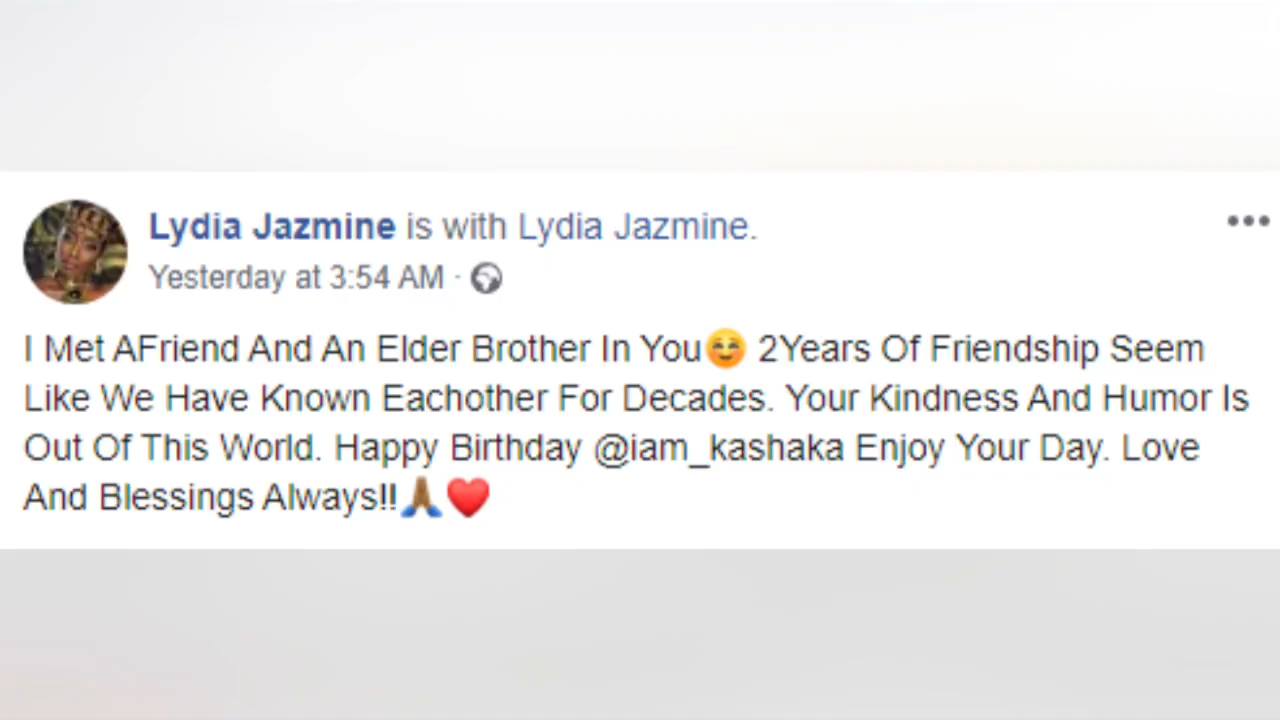 Lydia Jazmine is with Lydia Jazmine.
Yesterday at 3:54 AM ·
I Met AFriend And An Elder Brother In You😊 2Years Of Friendship Seem
Like We Have Known Eachother For Decades. Your Kindness And Humor Is
Out Of This World. Happy Birthday @iam_kashaka Enjoy Your Day. Love
And Blessings Always!!🙏🏾❤️